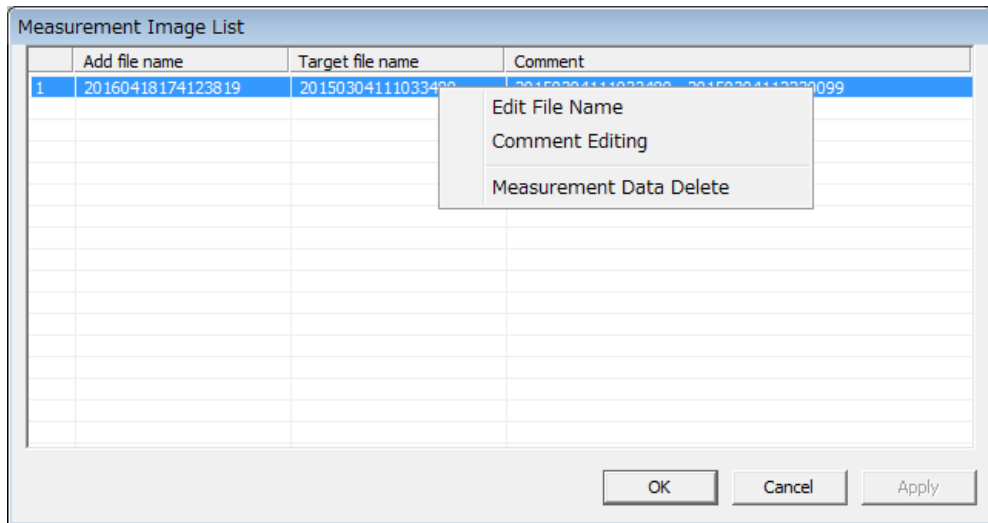 Measurement Image List
Add file name Target file name Comment
1 20160418174123819 20150304111033490
Edit File Name
Comment Editing
Measurement Data Delete
OK Cancel Apply